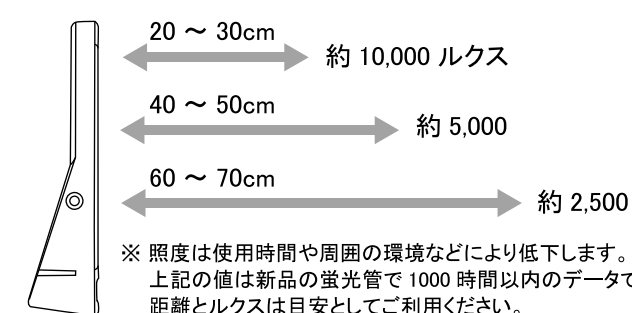 20 ～ 30cm
約 10,000 ルクス
40 ～ 50cm
約 5,000
60 ～ 70cm
約 2,500
※ 照度は使用時間や周囲の環境などにより低下します。
上記の値は新品の蛍光管で 1000 時間以内のデータで
距離とルクスは目安としてご利用ください。